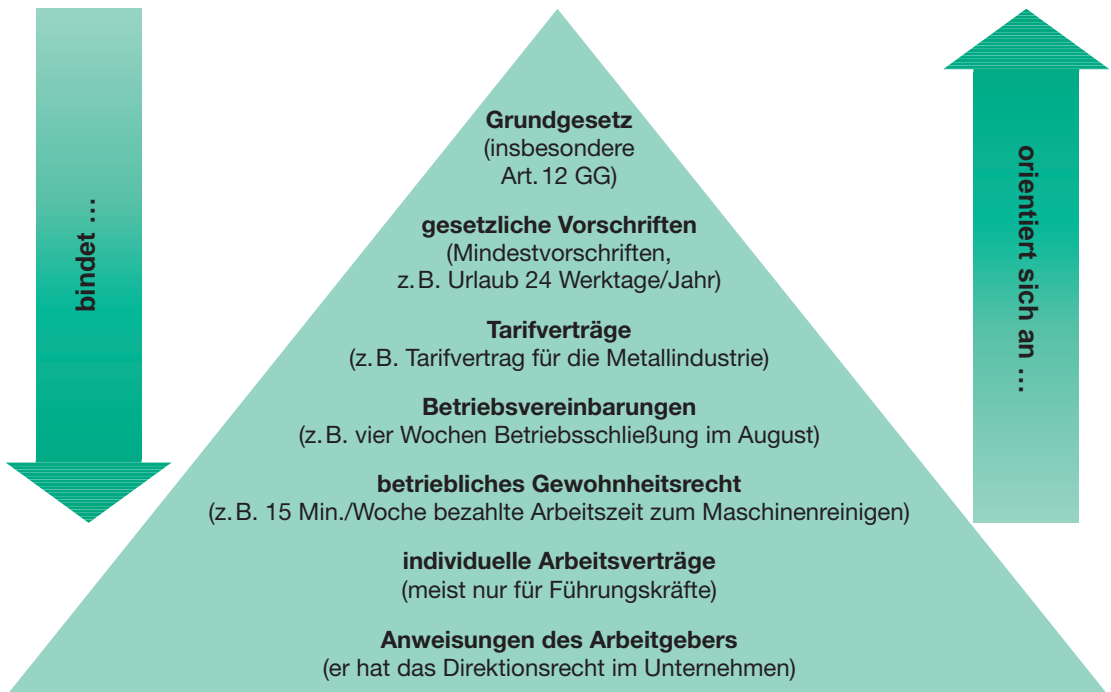 bindet ...
Grundgesetz
(insbesondere
Art. 12 GG)
gesetzliche Vorschriften
(Mindestvorschriften,
z. B. Urlaub 24 Werktage/Jahr)
Tarifverträge
(z. B. Tarifvertrag für die Metallindustrie)
Betriebsvereinbarungen
(z. B. vier Wochen Betriebsschließung im August)
betriebliches Gewohnheitsrecht
(z. B. 15 Min./Woche bezahlte Arbeitszeit zum Maschinenreinigen)
individuelle Arbeitsverträge
(meist nur für Führungskräfte)
Anweisungen des Arbeitgebers
(er hat das Direktionsrecht im Unternehmen)
orientiert sich an ...